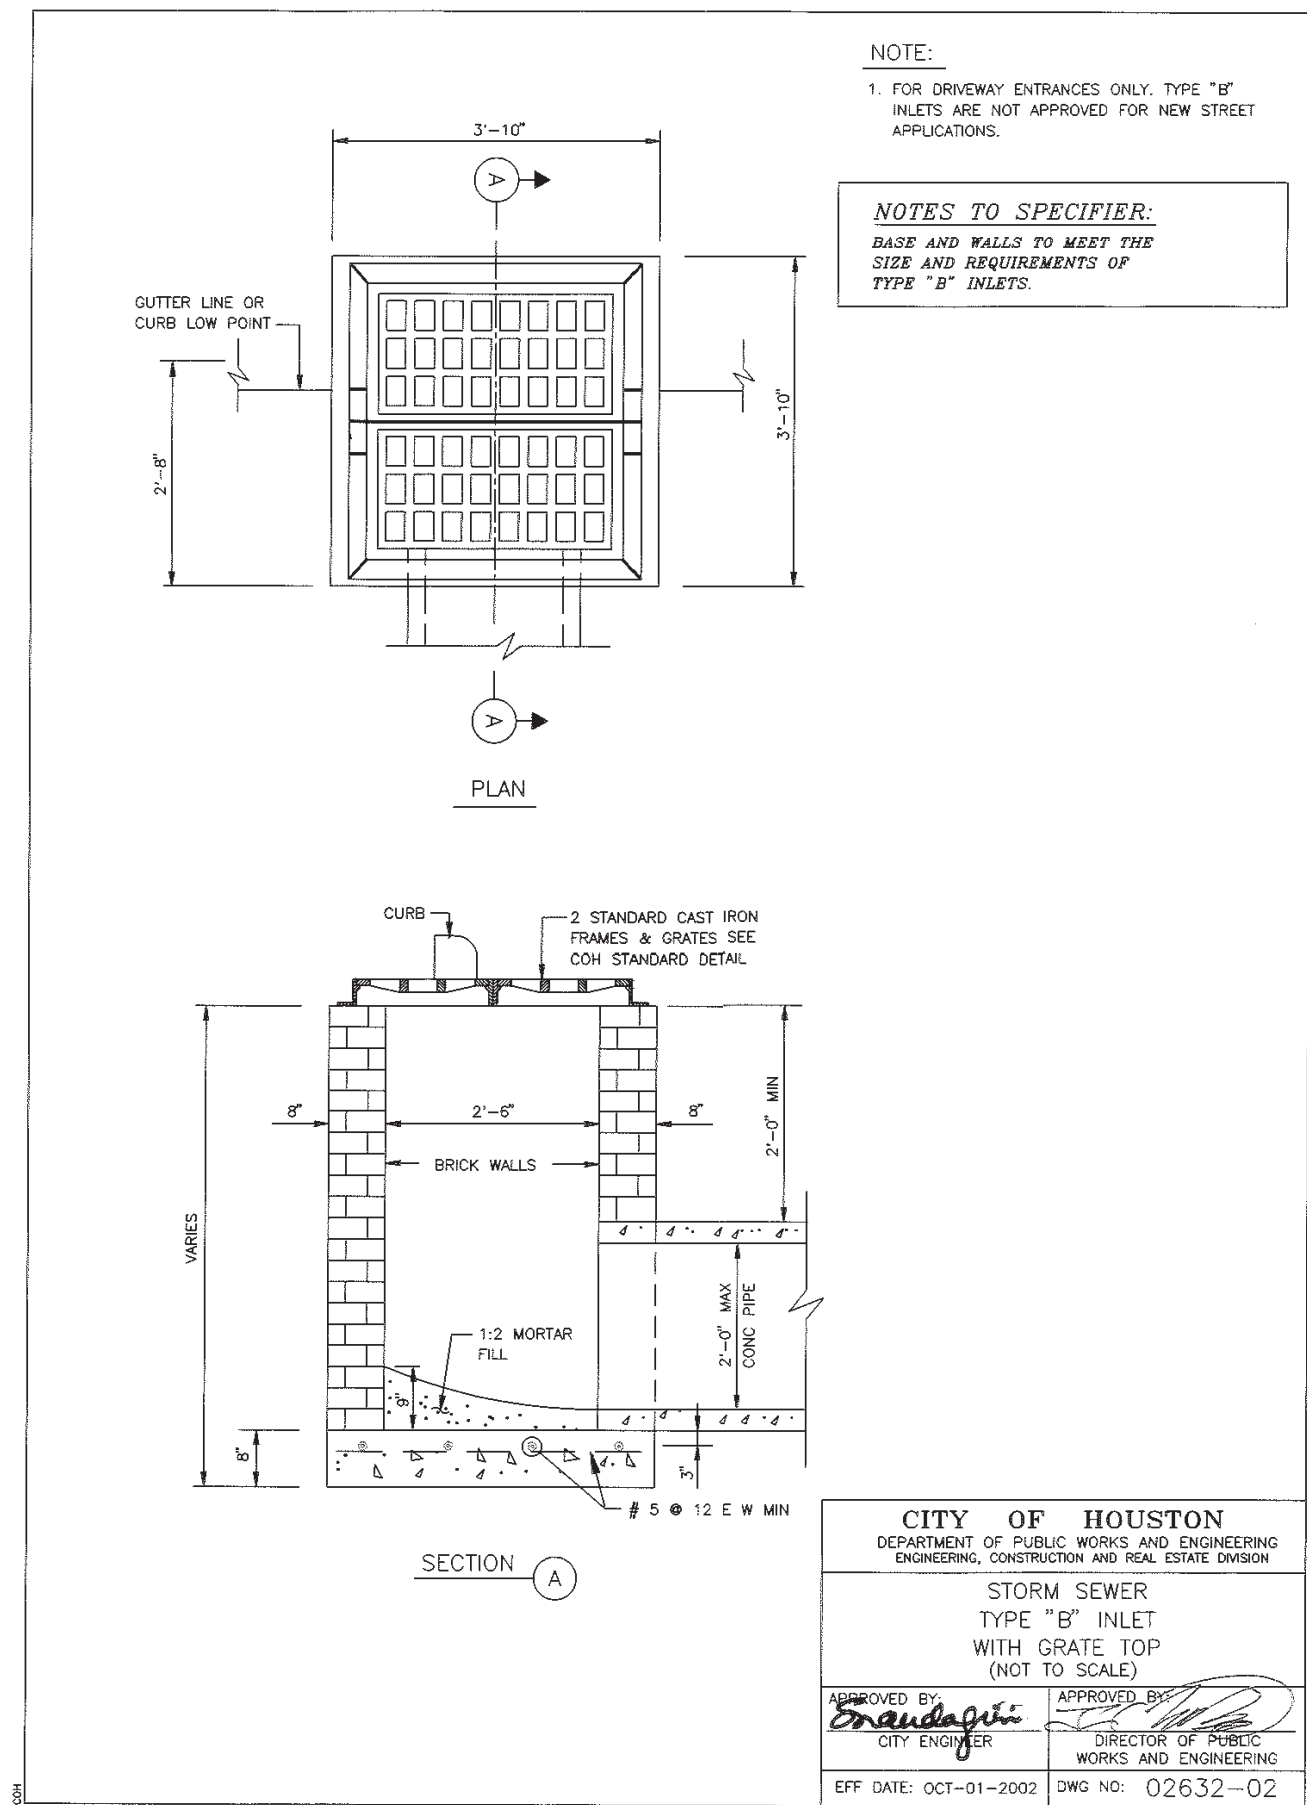 NOTE:
1. FOR DRIVEWAY ENTRANCES ONLY. TYPE "B"
INLETS ARE NOT APPROVED FOR NEW STREET
APPLICATIONS.
NOTES TO SPECIFIER:
BASE AND WALLS TO MEET THE
SIZE AND REQUIREMENTS OF
TYPE "B" INLETS.
3'-10"
A
GUTTER LINE OR
CURB LOW POINT
2'-8"
3'-10"
A
PLAN
CURB
2 STANDARD CAST IRON
FRAMES & GRATES SEE
COH STANDARD DETAIL
8"
2'-6"
8"
2'-0" MIN
BRICK WALLS
VARIES
1:2 MORTAR
FILL
2'-0" MAX
CONC PIPE
9"
8"
3"
# 5 @ 12 E W MIN
SECTION A
CITY OF HOUSTON
DEPARTMENT OF PUBLIC WORKS AND ENGINEERING
ENGINEERING, CONSTRUCTION AND REAL ESTATE DIVISION
STORM SEWER
TYPE "B" INLET
WITH GRATE TOP
(NOT TO SCALE)
APPROVED BY:
CITY ENGINEER
APPROVED BY:
DIRECTOR OF PUBLIC
WORKS AND ENGINEERING
EFF DATE: OCT-01-2002
DWG NO: 02632-02
COH